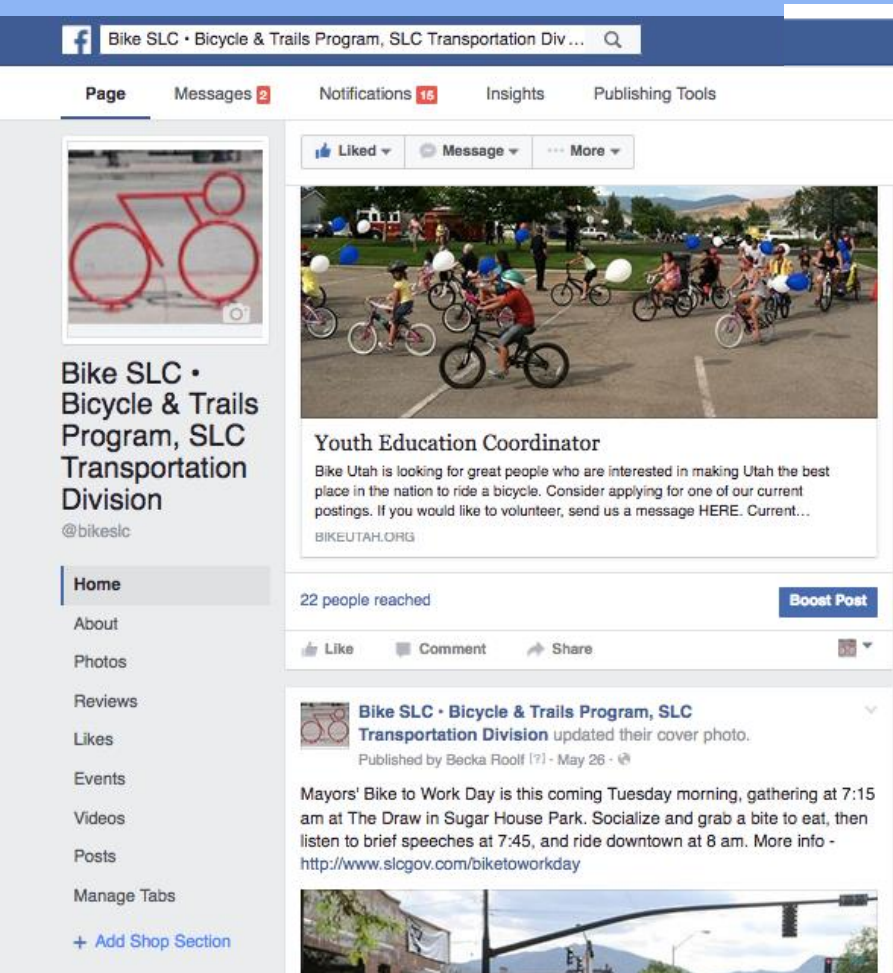 Bike SLC • Bicycle & Trails Program, SLC Transportation Div...
Page Messages 2 Notifications 15 Insights Publishing Tools
Liked Message ··· More
Bike SLC •
Bicycle & Trails
Program, SLC
Transportation
Division
@bikeslc
Home
About
Photos
Reviews
Likes
Events
Videos
Posts
Manage Tabs
+ Add Shop Section
Youth Education Coordinator
Bike Utah is looking for great people who are interested in making Utah the best
place in the nation to ride a bicycle. Consider applying for one of our current
postings. If you would like to volunteer, send us a message HERE. Current...
BIKEUTAH.ORG
22 people reached Boost Post
Like Comment Share
Bike SLC • Bicycle & Trails Program, SLC
Transportation Division updated their cover photo.
Published by Becka Roolf [?] · May 26 ·
Mayors' Bike to Work Day is this coming Tuesday morning, gathering at 7:15
am at The Draw in Sugar House Park. Socialize and grab a bite to eat, then
listen to brief speeches at 7:45, and ride downtown at 8 am. More info -
http://www.slcgov.com/biketoworkday